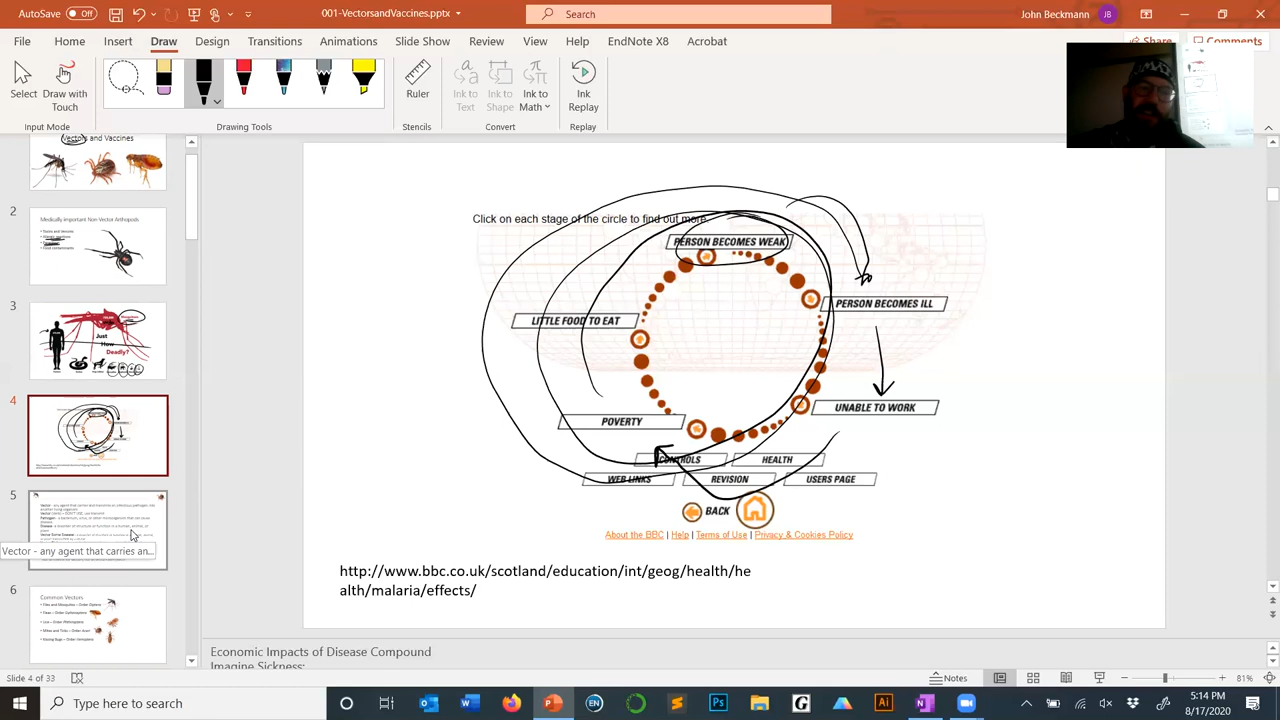 AutoSave Off
001-VectorsandVaccines.bbpx
Search
John Beckmann JB
File Home Insert Draw Design Transitions Animations Slide Show Review View Help EndNote X8 Acrobat
Share Comments
Select
Draw with Touch
Ruler
Ink to Text
Ink to Shape
Ink to Math
Ink Replay
Input Mode
Drawing Tools
Stencils
Convert
Replay
Vectors and Vaccines
2
Medically Important Non-Vector Arthropods
3
Just How Deadly?
4
5
Vector - any agent that carries an...
6
Common Vectors
Click on each stage of the circle to find out more.
PERSON BECOMES WEAK
PERSON BECOMES ILL
LITTLE FOOD TO EAT
UNABLE TO WORK
POVERTY
CONTROLS
HEALTH
WEB LINKS
REVISION
USERS PAGE
BACK
About the BBC | Help | Terms of Use | Privacy & Cookies Policy
http://www.bbc.co.uk/scotland/education/int/geog/health/he
alth/malaria/effects/
Economic Impacts of Disease Compound
Imagine Sickness:
Slide 4 of 33
Notes
81%
Type here to search
5:14 PM
8/17/2020